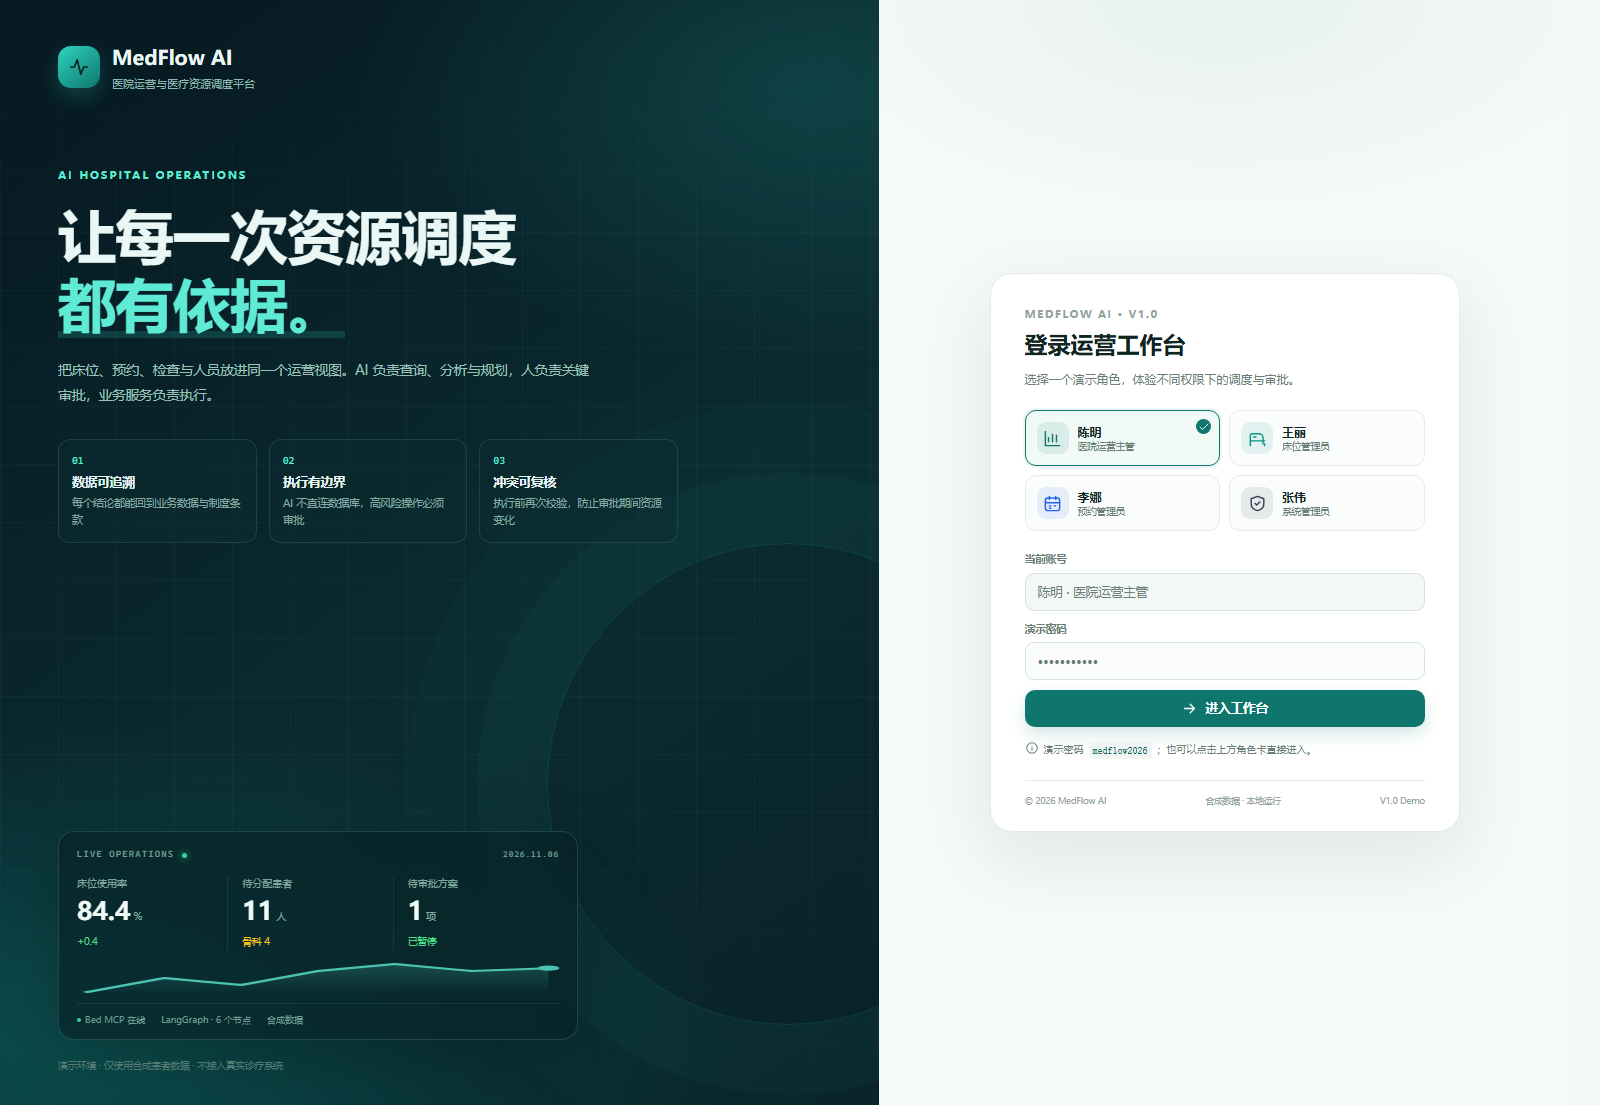 MedFlow AI
医院运营与医疗资源调度平台
AI HOSPITAL OPERATIONS
让每一次资源调度
都有依据。
把床位、预约、检查与人员放进同一个运营视图。AI 负责查询、分析与规划，人负责关键
审批，业务服务负责执行。
01
数据可追溯
每个结论都能回到业务数据与制度条
款
02
执行有边界
AI 不直连数据库，高风险操作必须
审批
03
冲突可复核
执行前再次校验，防止审批期间资源
变化
LIVE OPERATIONS
2026.11.06
床位使用率
84.4 %
+0.4
待分配患者
11 人
骨科 4
待审批方案
1 项
已暂停
Bed MCP 在线
LangGraph · 6 个节点
合成数据
演示环境 · 仅使用合成患者数据 · 不接入真实诊疗系统
MEDFLOW AI • V1.0
登录运营工作台
选择一个演示角色，体验不同权限下的调度与审批。
陈明
医院运营主管
王丽
床位管理员
李娜
预约管理员
张伟
系统管理员
当前账号
陈明 · 医院运营主管
演示密码
•••••••••••
进入工作台
演示密码 medflow2026 ；也可以点击上方角色卡直接进入。
© 2026 MedFlow AI
合成数据 · 本地运行
V1.0 Demo